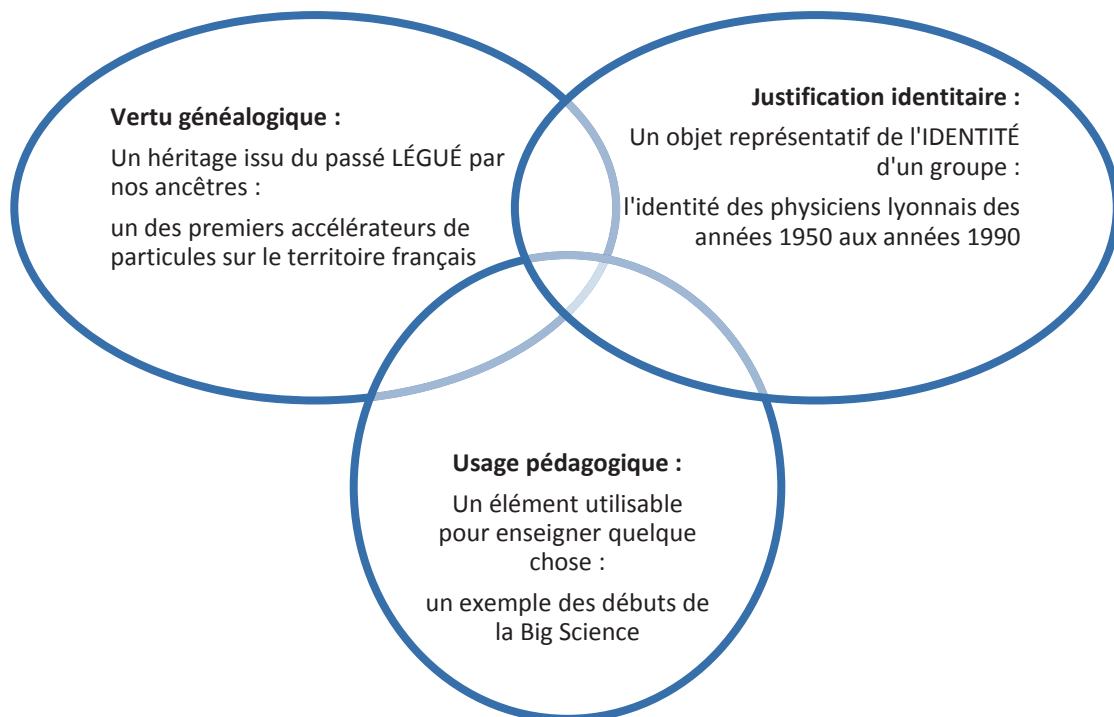 Vertu généalogique :
Un héritage issu du passé LÉGUÉ par
nos ancêtres :
un des premiers accélérateurs de
particules sur le territoire français
Justification identitaire :
Un objet représentatif de l'IDENTITÉ
d'un groupe :
l'identité des physiciens lyonnais des
années 1950 aux années 1990
Usage pédagogique :
Un élément utilisable
pour enseigner quelque
chose :
un exemple des débuts de
la Big Science